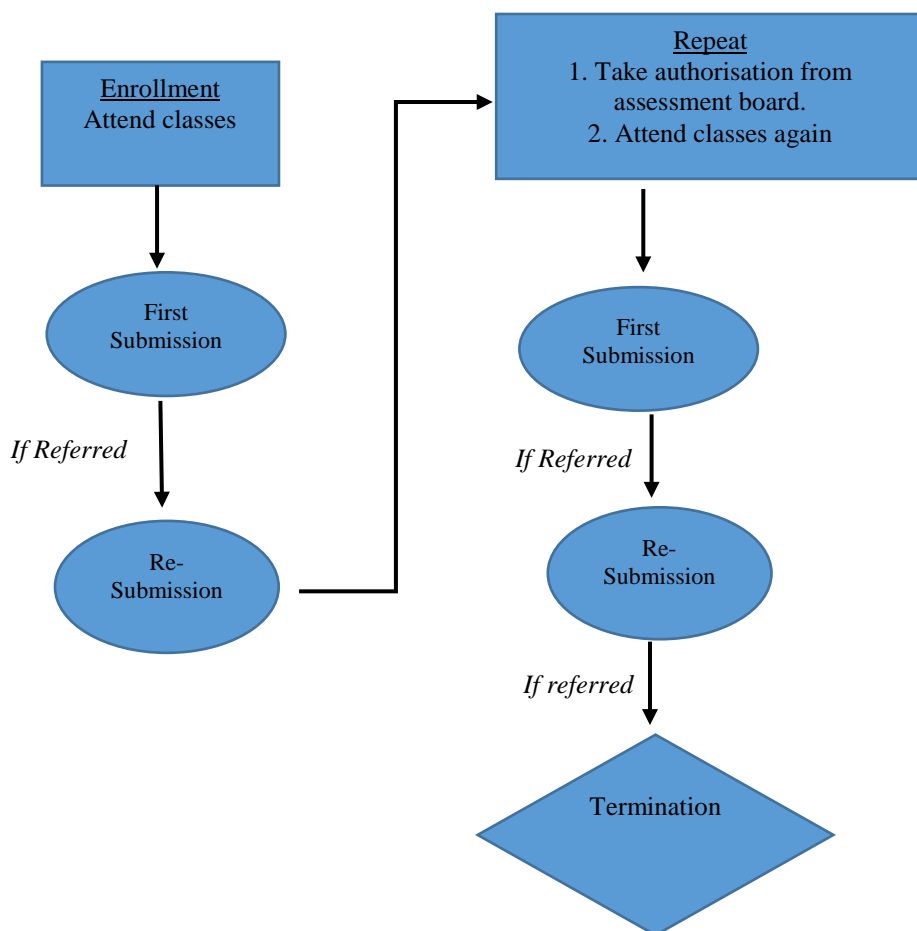 Enrollment
Attend classes
First
Submission
If Referred
Re-
Submission
Repeat
1. Take authorisation from
assessment board.
2. Attend classes again
First
Submission
If Referred
Re-
Submission
If referred
Termination